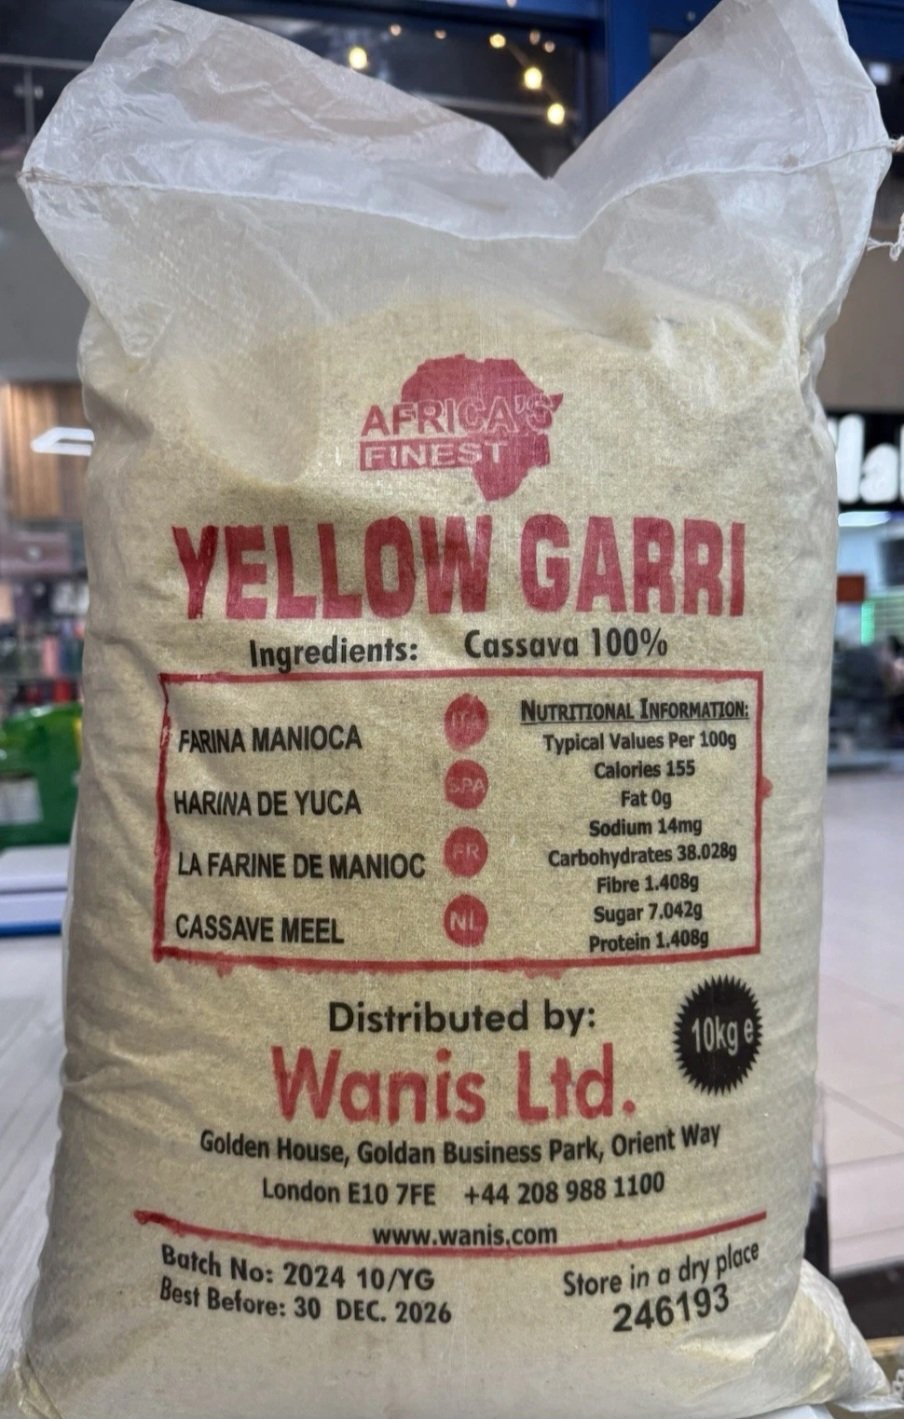 AFRICA'S
FINEST
YELLOW GARRI
Ingredients: Cassava 100%
FARINA MANIOCA ITA
HARINA DE YUCA SPA
LA FARINE DE MANIOC FR
CASSAVE MEEL NL
NUTRITIONAL INFORMATION:
Typical Values Per 100g
Calories 155
Fat 0g
Sodium 14mg
Carbohydrates 38.028g
Fibre 1.408g
Sugar 7.042g
Protein 1.408g
Distributed by:
10kg e
Wanis Ltd.
Golden House, Goldan Business Park, Orient Way
London E10 7FE +44 208 988 1100
www.wanis.com
Batch No: 2024 10/YG
Best Before: 30 DEC. 2026
Store in a dry place
246193